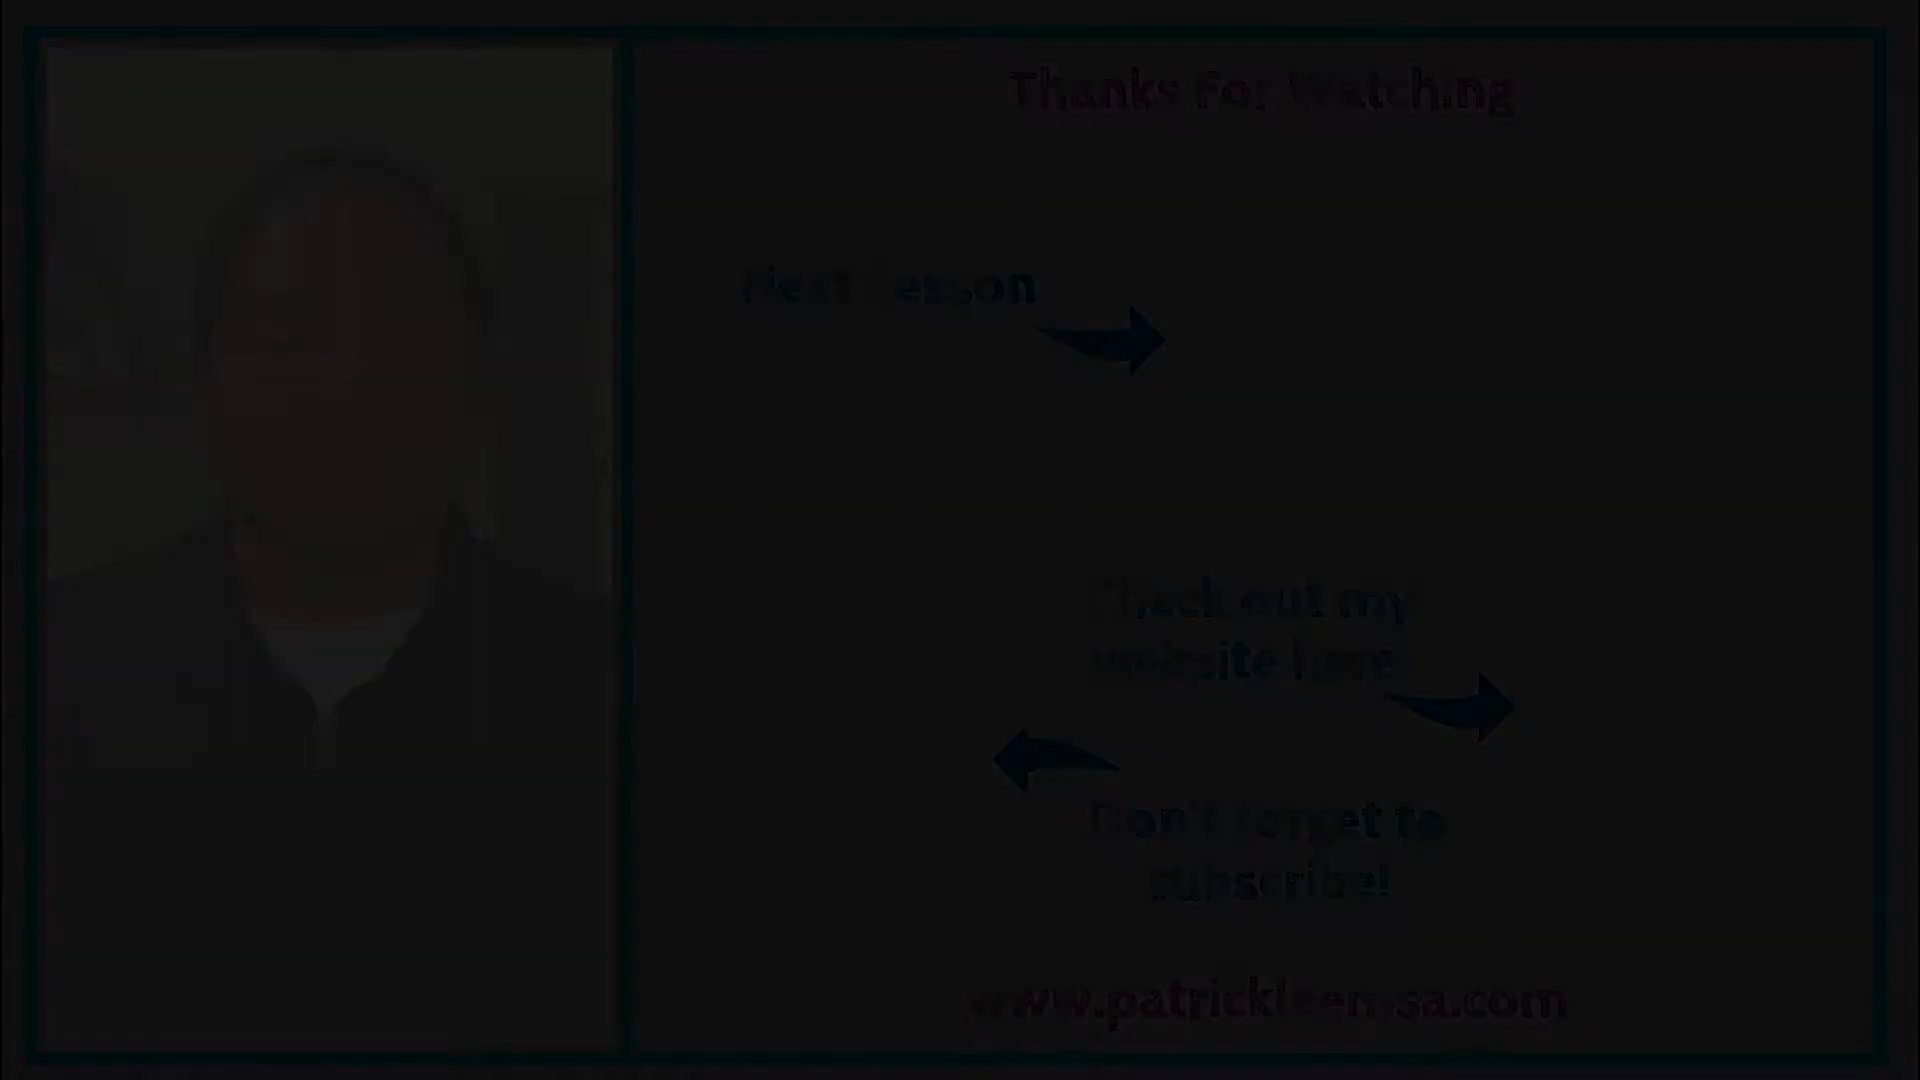 Thanks For Watching
Next Lesson
Check out my
website here
Don't forget to
subscribe!
www.patrickleemsa.com